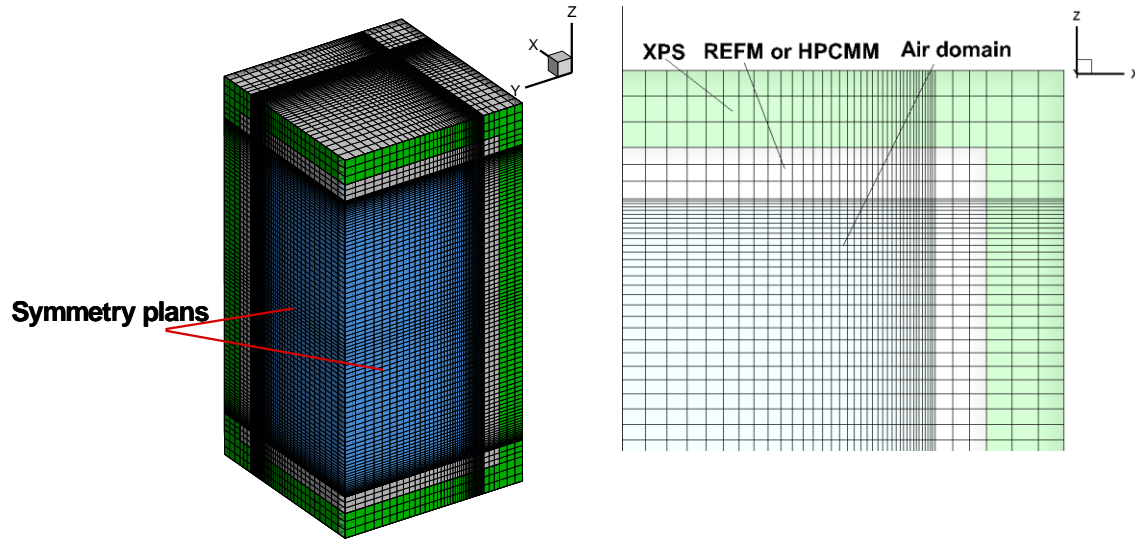 Z
X
Y
Symmetry plans
XPS
REFM or HPCMM
Air domain
z